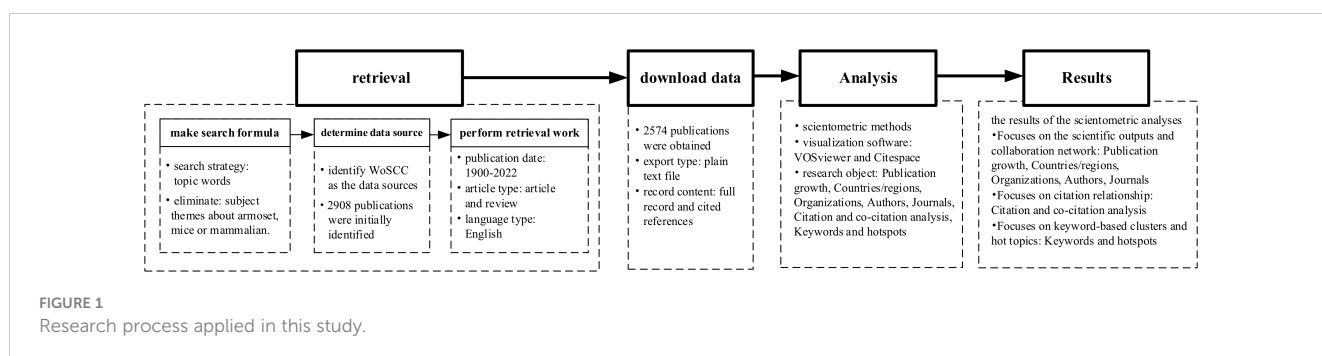 retrieval
download data
Analysis
Results
make search formula
• search strategy:
topic words
• eliminate: subject
themes about armoset,
mice or mammalian.
determine data source
• identify WoSCC
as the data sources
• 2908 publications
were initially
identified
perform retrieval work
• publication date:
1900-2022
• article type: article
and review
• language type:
English
• 2574 publications
were obtained
• export type: plain
text file
• record content: full
record and cited
references
• scientometric methods
• visualization software:
VOSviewer and Citespace
• research object: Publication
growth, Countries/regions,
Organizations, Authors, Journals,
Citation and co-citation analysis,
Keywords and hotspots
the results of the scientometric analyses
•Focuses on the scientific outputs and
collaboration network: Publication
growth, Countries/regions,
Organizations, Authors, Journals
•Focuses on citation relationship:
Citation and co-citation analysis
•Focuses on keyword-based clusters and
hot topics: Keywords and hotspots
FIGURE 1
Research process applied in this study.